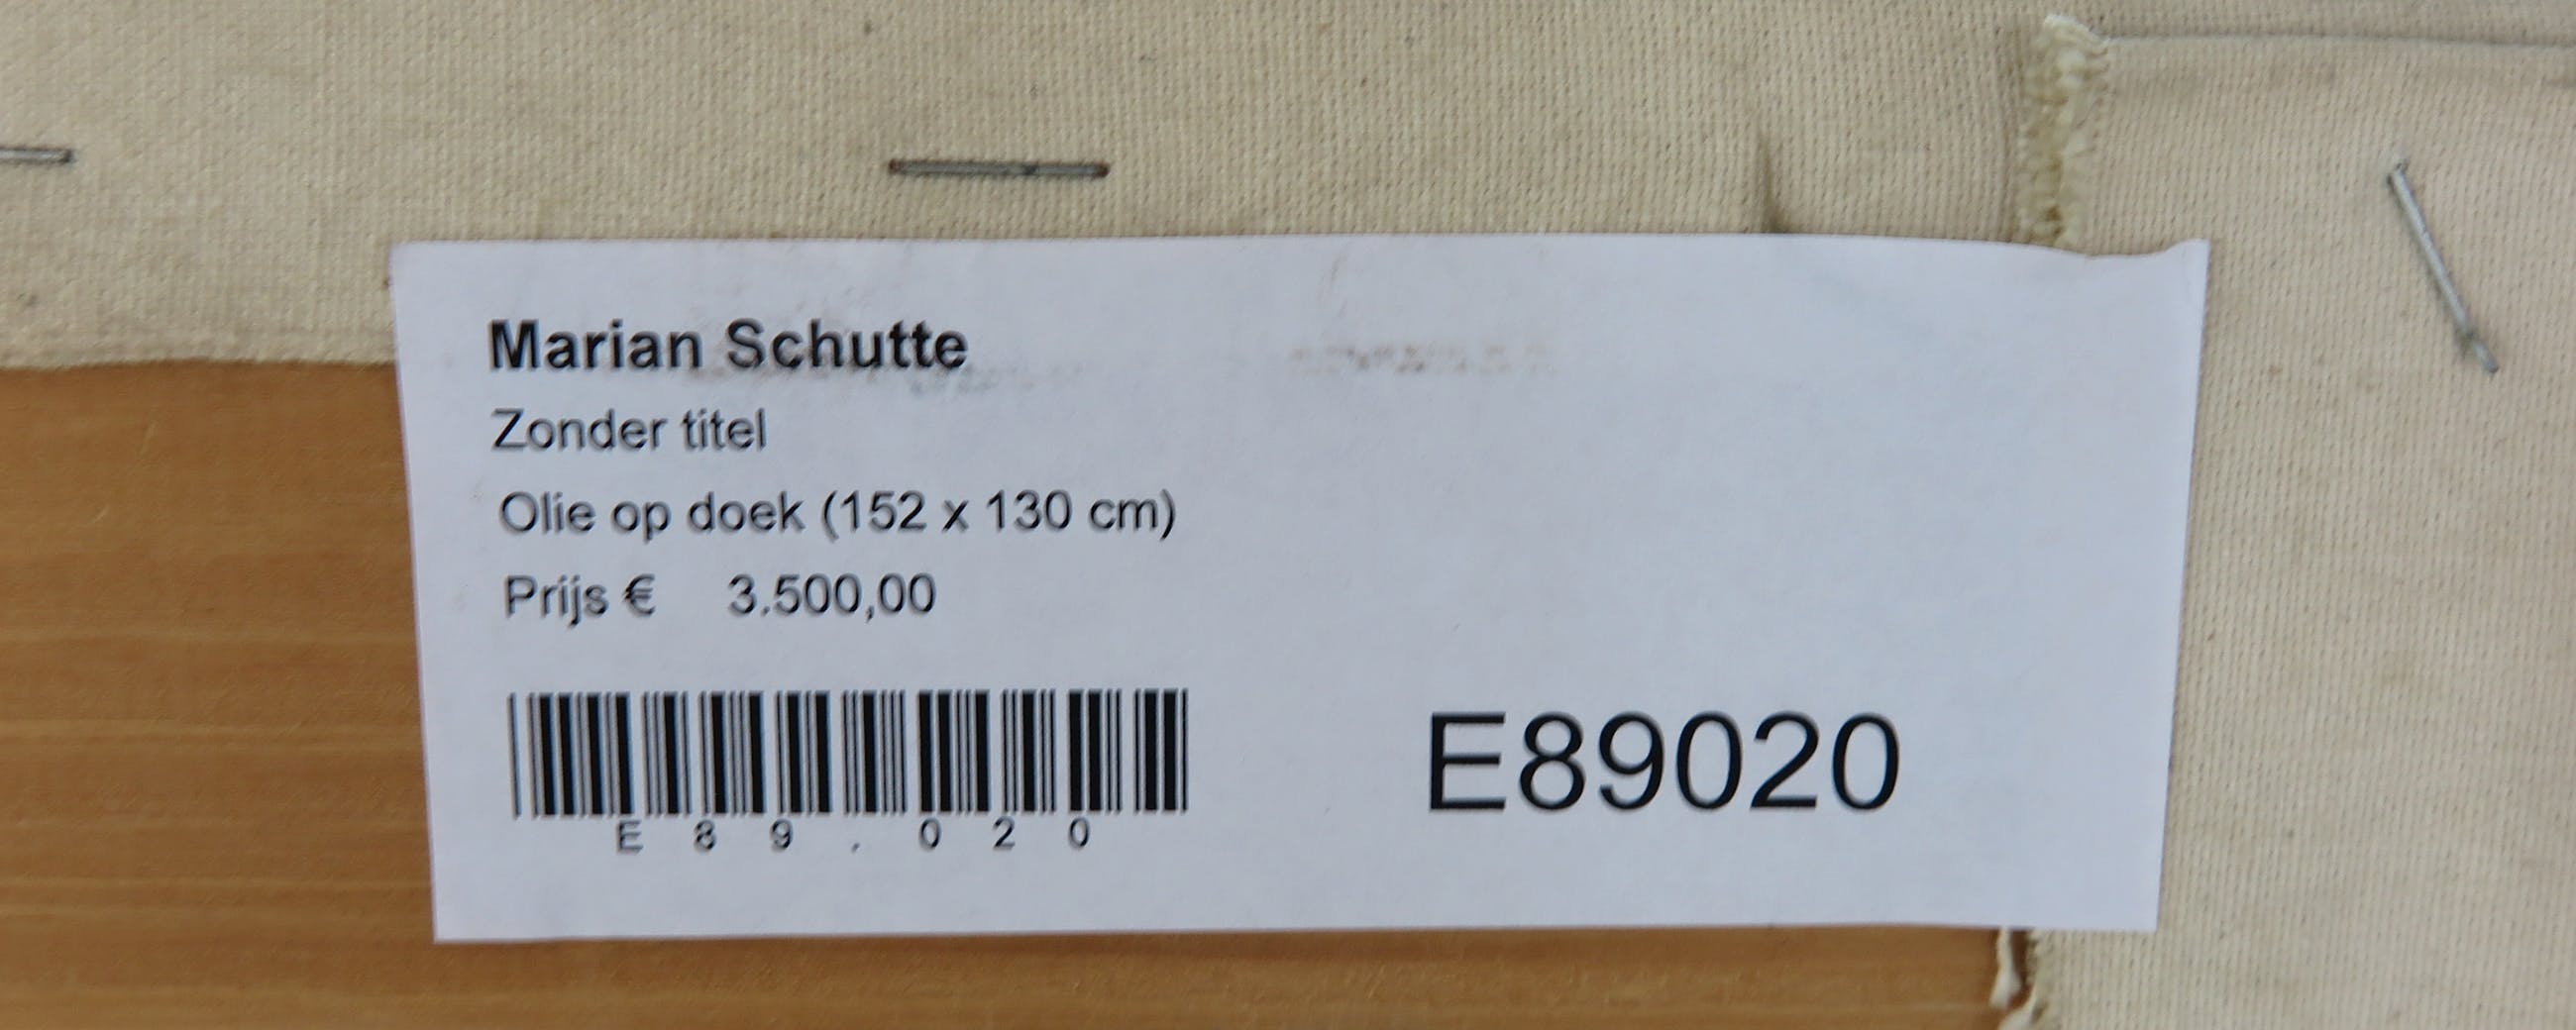 Marian Schutte
Zonder titel
Olie op doek (152 x 130 cm)
Prijs € 3.500,00
E89.020
E89020